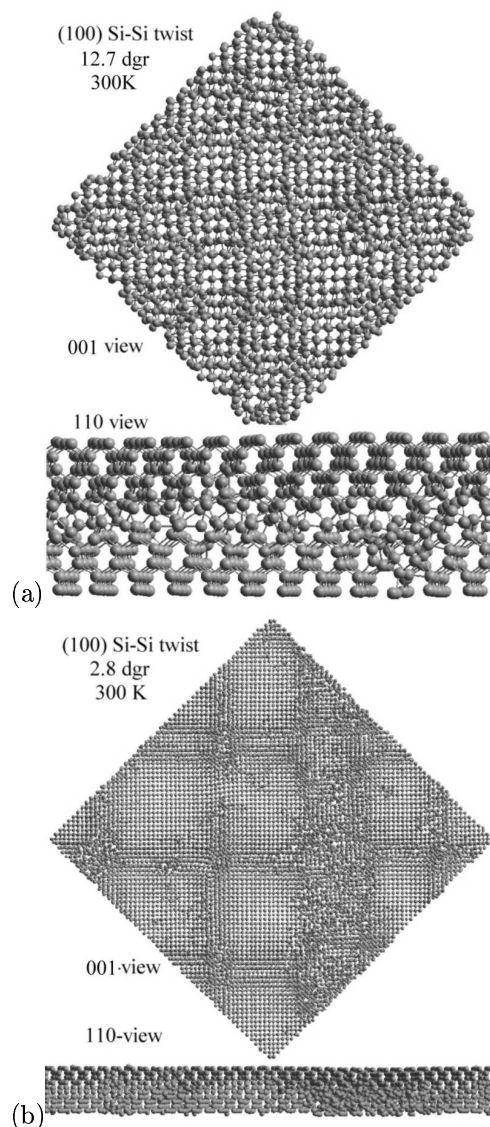 (100) Si-Si twist
12.7 dgr
300K
001 view
110 view
(a)
(100) Si-Si twist
2.8 dgr
300 K
001·view
110-view
(b)